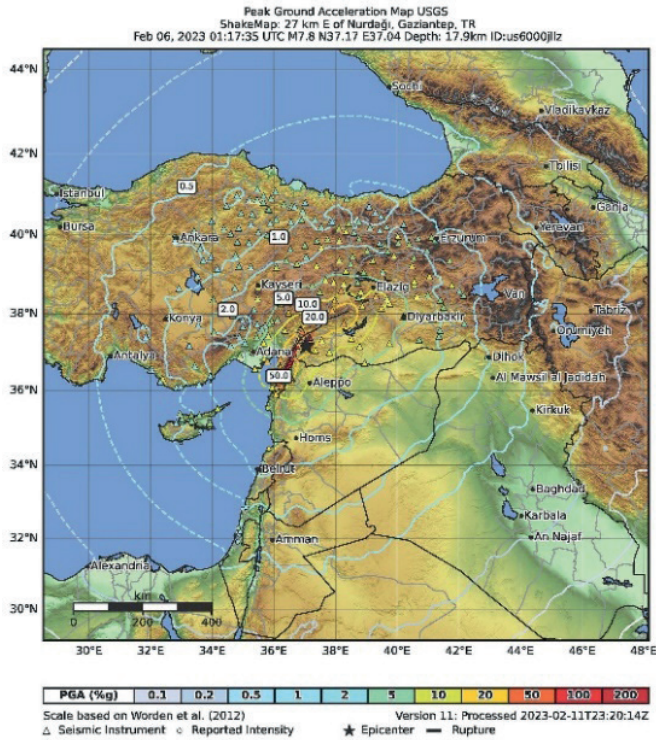 Peak Ground Acceleration Map USGS
ShakeMap: 27 km E of Nurdağı, Gaziantep, TR
Feb 06, 2023 01:17:35 UTC M7.8 N37.17 E37.04 Depth: 17.9km ID:us6000jllz
44°N
Sochi
Vladikavkaz
42°N
Tbilisi
Istanbul
0.5
Ganja
Bursa
40°N
Ankara
1.0
Erzurum
Yerevan
Kayseri
Elazig
5.0
10.0
Van
38°N
Konya
2.0
20.0
Diyarbakir
Tabriz
Orumiyeh
Antalya
Adana
Dihok
36°N
50.0
Aleppo
Al Mawsil al Jadidah
Kirkuk
Homs
34°N
Beirut
Baghdad
Karbala
32°N
Amman
An Najaf
Alexandria
km
30°N
0
200
400
30°E 32°E 34°E 36°E 38°E 40°E 42°E 44°E 46°E 48°E
PGA (%g) 0.1 0.2 0.5 1 2 5 10 20 50 100 200
Scale based on Worden et al. (2012) Version 11: Processed 2023-02-11T23:20:14Z
△ Seismic Instrument ○ Reported Intensity ★ Epicenter — Rupture